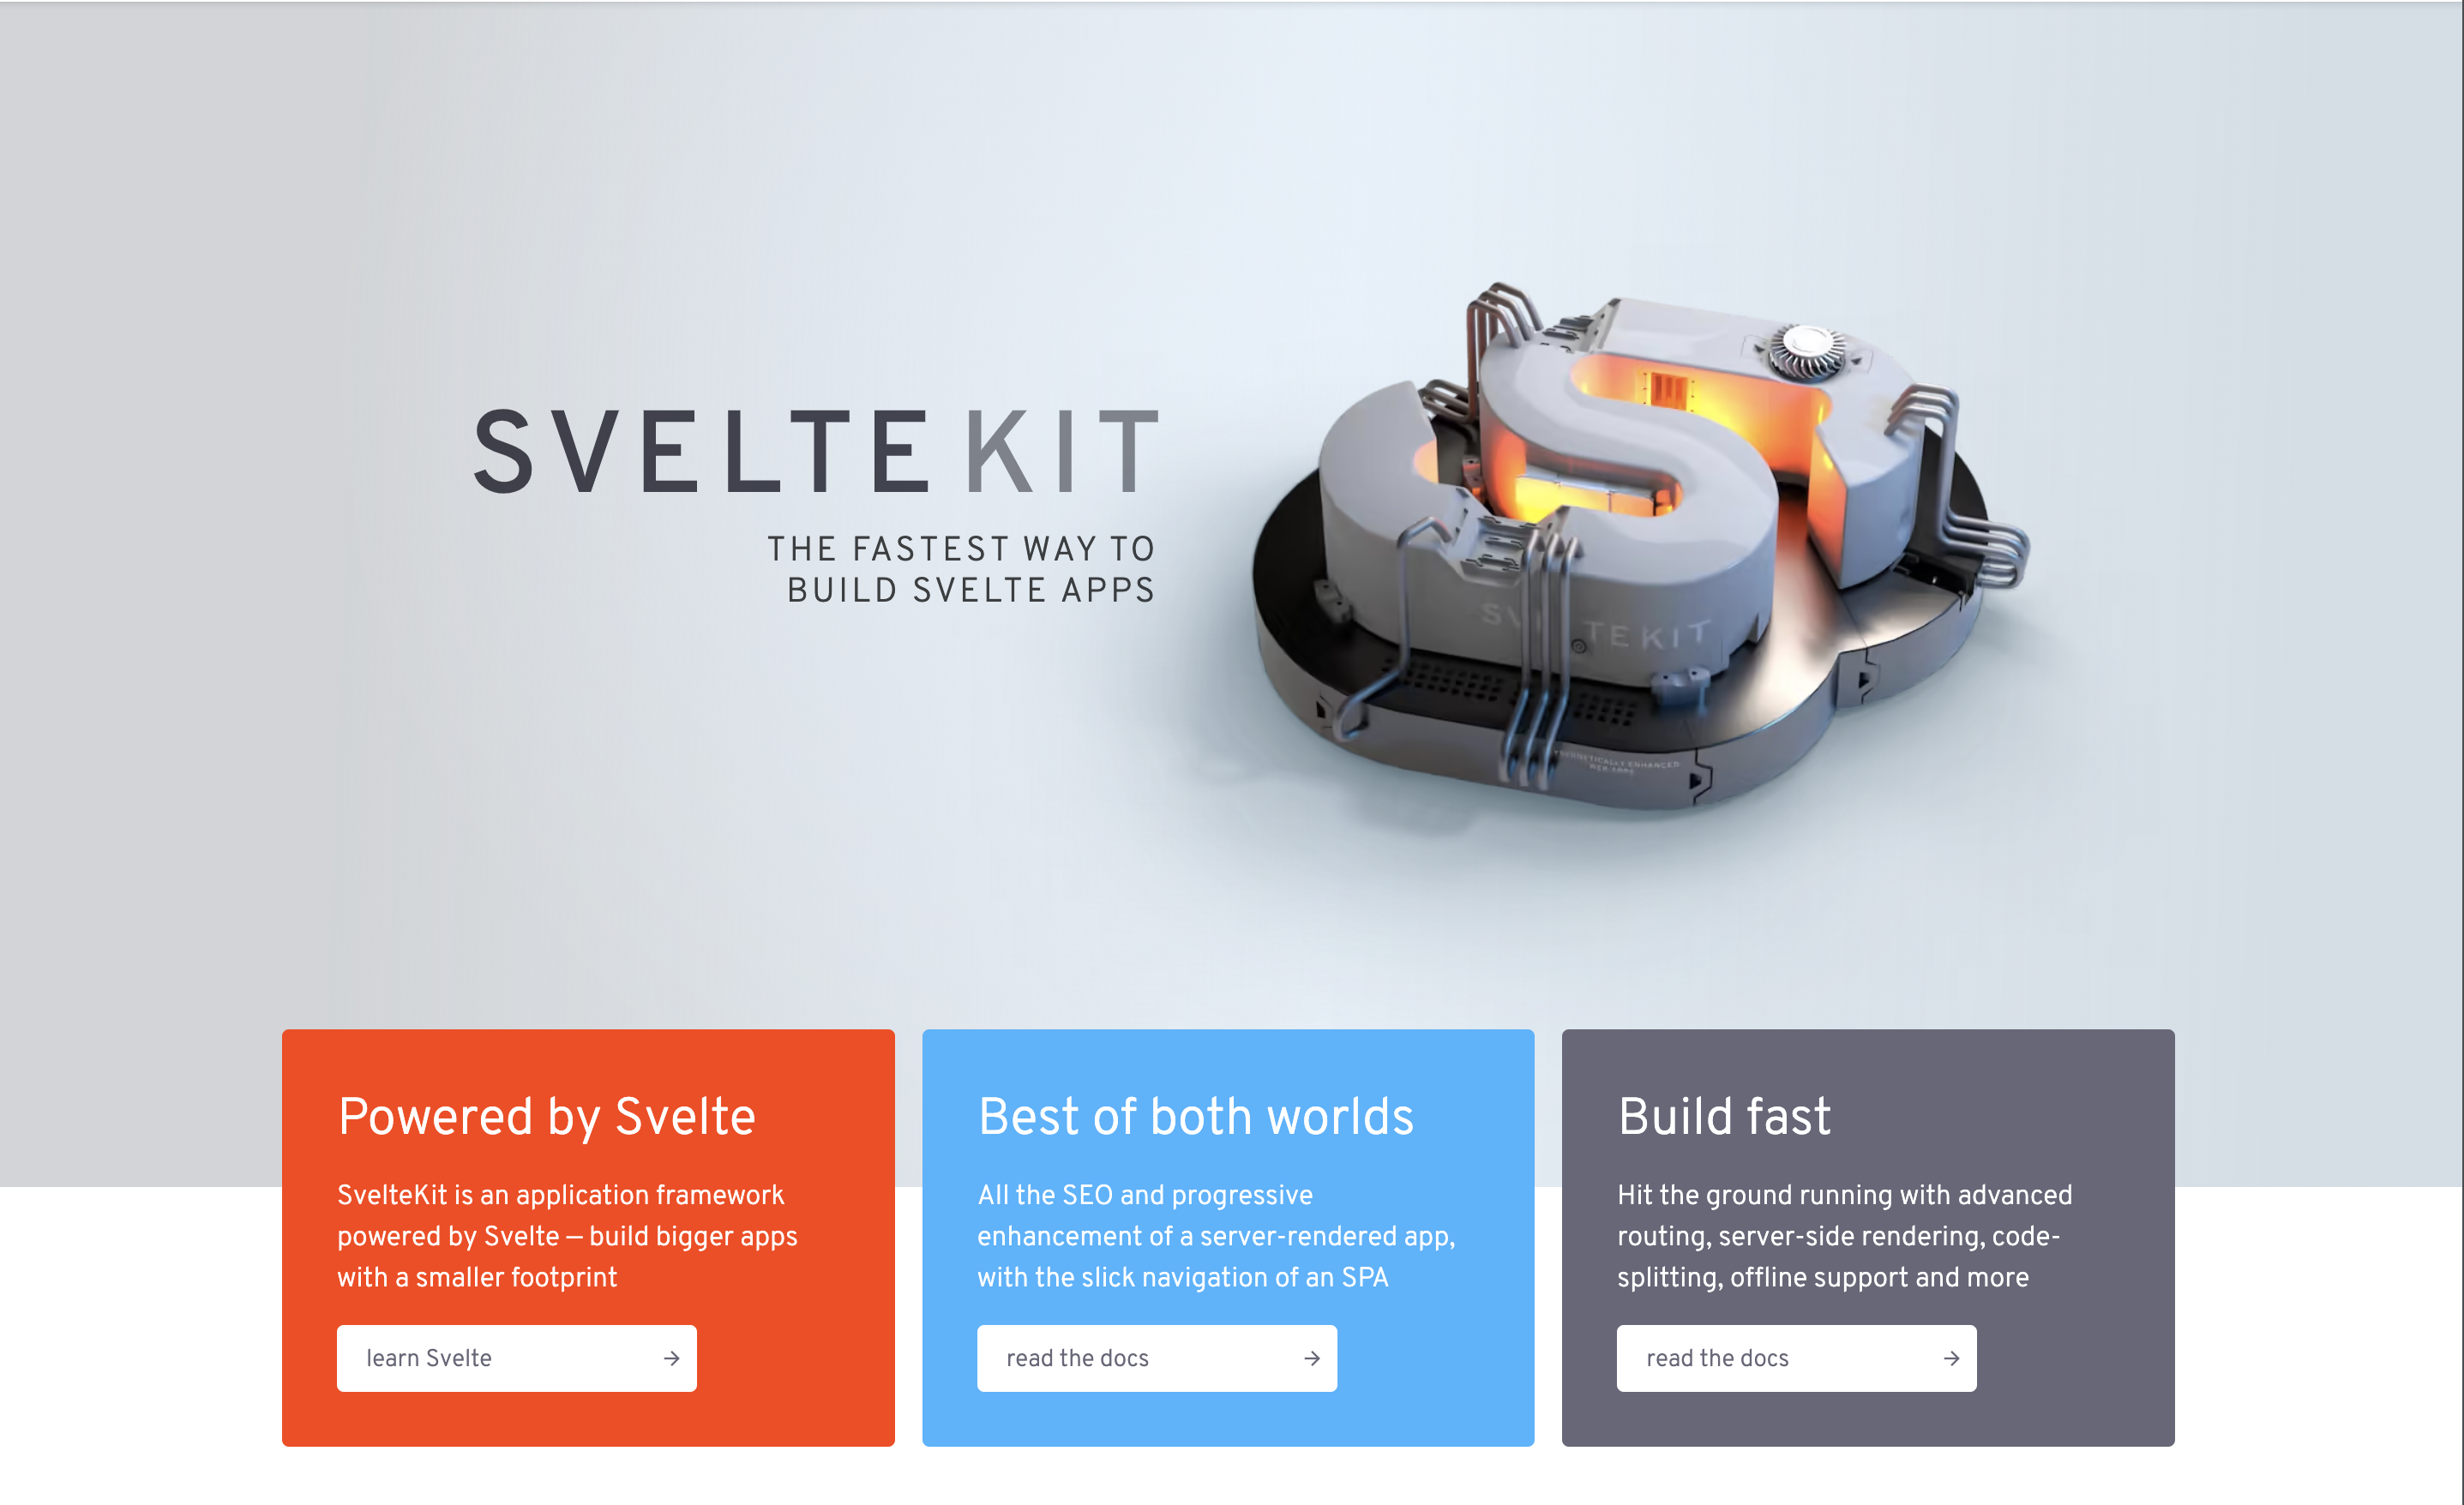 SVELTE KIT
THE FASTEST WAY TO
BUILD SVELTE APPS
TEKIT
ENHANCED
Powered by Svelte
SvelteKit is an application framework
powered by Svelte — build bigger apps
with a smaller footprint
learn Svelte →
Best of both worlds
All the SEO and progressive
enhancement of a server-rendered app,
with the slick navigation of an SPA
read the docs →
Build fast
Hit the ground running with advanced
routing, server-side rendering, code-
splitting, offline support and more
read the docs →